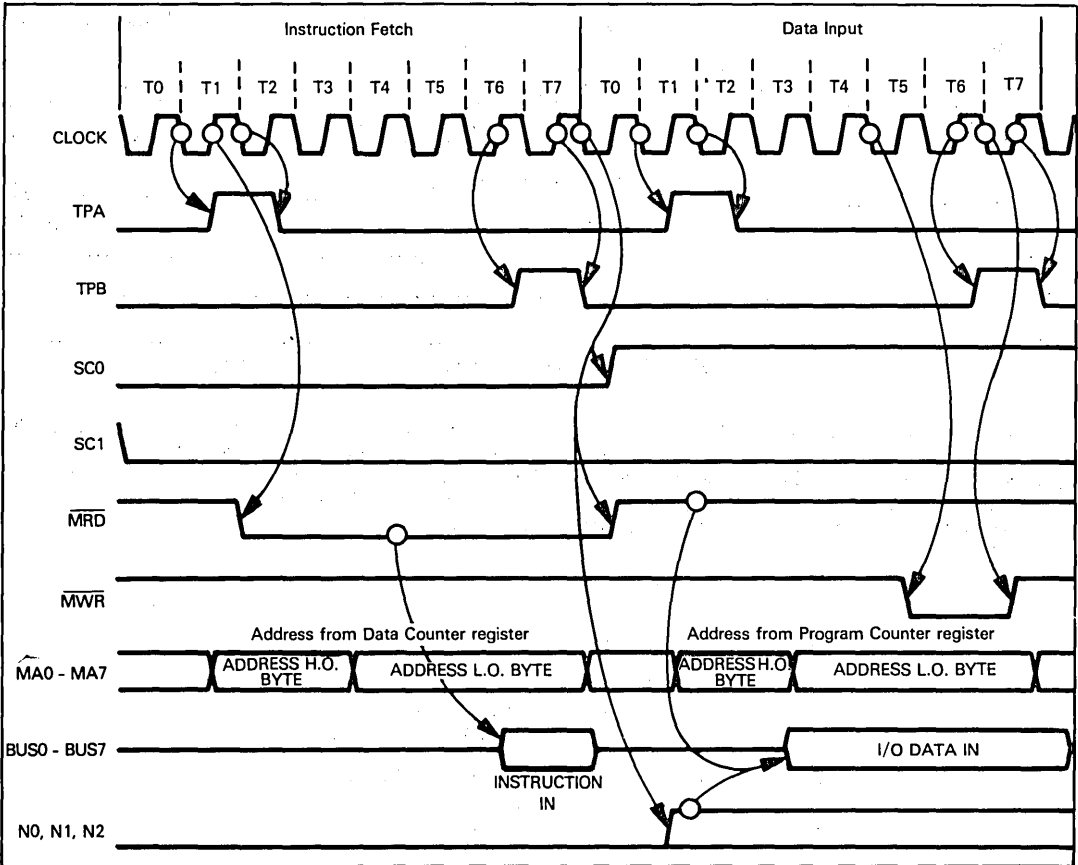 Instruction Fetch Data Input
T0 T1 T2 T3 T4 T5 T6 T7 T0 T1 T2 T3 T4 T5 T6 T7
CLOCK
TPA
TPB
SC0
SC1
MRD
MWR
Address from Data Counter register Address from Program Counter register
MA0 - MA7 ADDRESS H.O. BYTE ADDRESS L.O. BYTE ADDRESS H.O. BYTE ADDRESS L.O. BYTE
BUS0 - BUS7 I/O DATA IN
INSTRUCTION
IN
N0, N1, N2